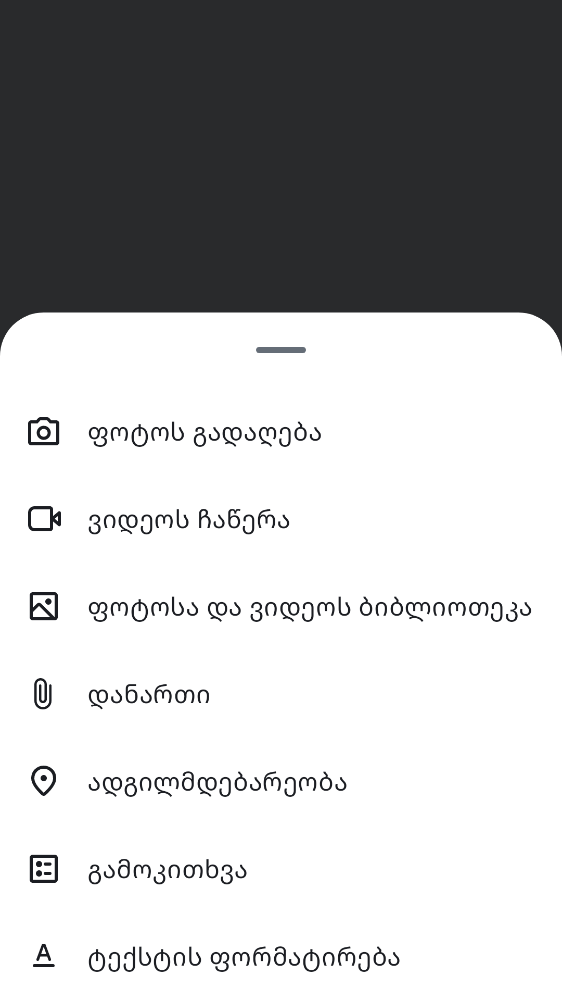 ფოტოს გადაღება
ვიდეოს ჩაწერა
ფოტოსა და ვიდეოს ბიბლიოთეკა
დანართი
ადგილმდებარეობა
გამოკითხვა
ტექსტის ფორმატირება